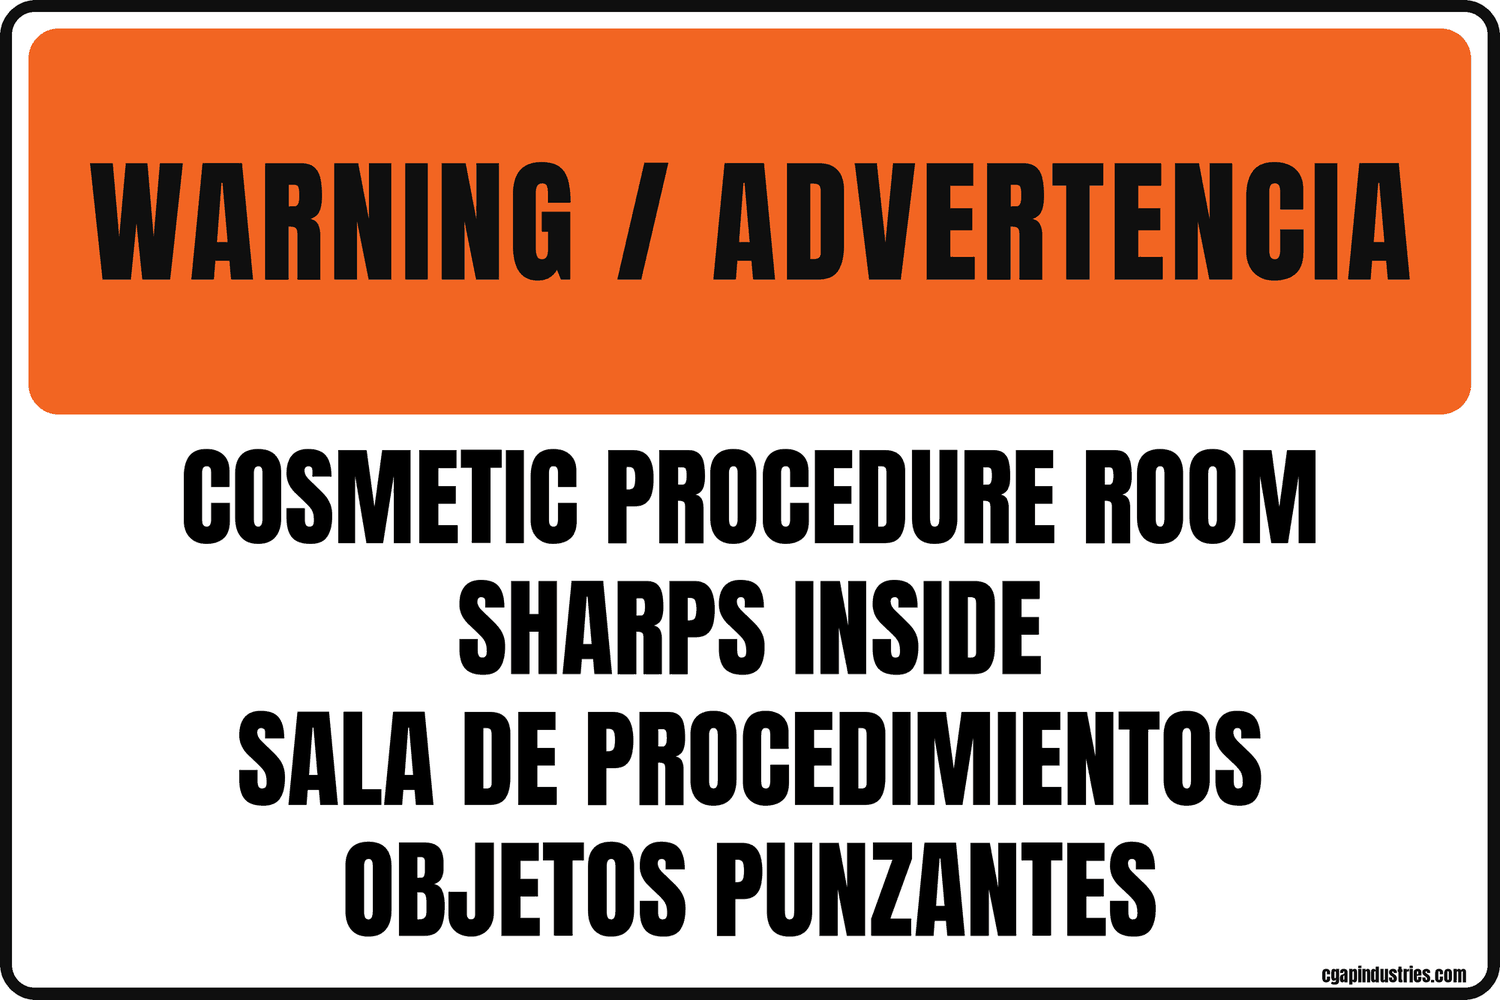 WARNING / ADVERTENCIA
COSMETIC PROCEDURE ROOM
SHARPS INSIDE
SALA DE PROCEDIMIENTOS
OBJETOS PUNZANTES
cgapindustries.com